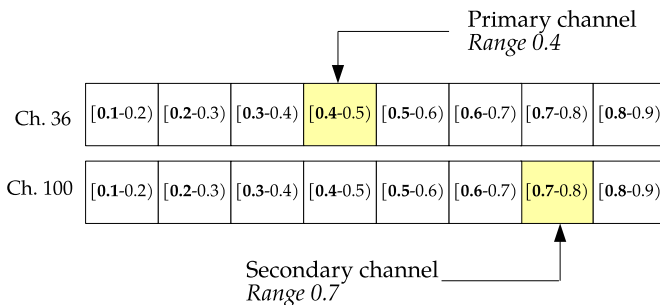 Primary channel
Range 0.4
Ch. 36 [0.1-0.2) [0.2-0.3) [0.3-0.4) [0.4-0.5) [0.5-0.6) [0.6-0.7) [0.7-0.8) [0.8-0.9)
Ch. 100 [0.1-0.2) [0.2-0.3) [0.3-0.4) [0.4-0.5) [0.5-0.6) [0.6-0.7) [0.7-0.8) [0.8-0.9)
Secondary channel
Range 0.7